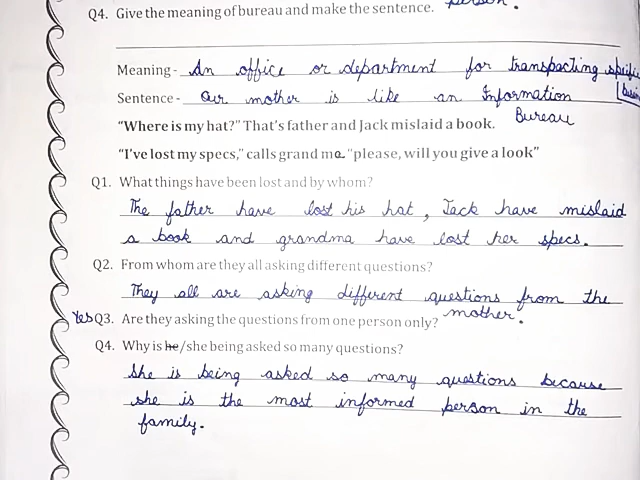 person.
Q4. Give the meaning of bureau and make the sentence.
Meaning - An office or department for transpecting specific
Sentence - Our mother is like an Information
Bureau
"Where is my hat?" That's father and Jack mislaid a book.
"I've lost my specs," calls grand ma "please, will you give a look"
Q1. What things have been lost and by whom?
The father have lost his hat, Jack have mislaid
a book and grandma have lost her specs.
Q2. From whom are they all asking different questions?
They all are asking different questions from the
mother.
Yes Q3. Are they asking the questions from one person only?
Q4. Why is he/she being asked so many questions?
She is being asked so many questions because
she is the most informed person in the
family.